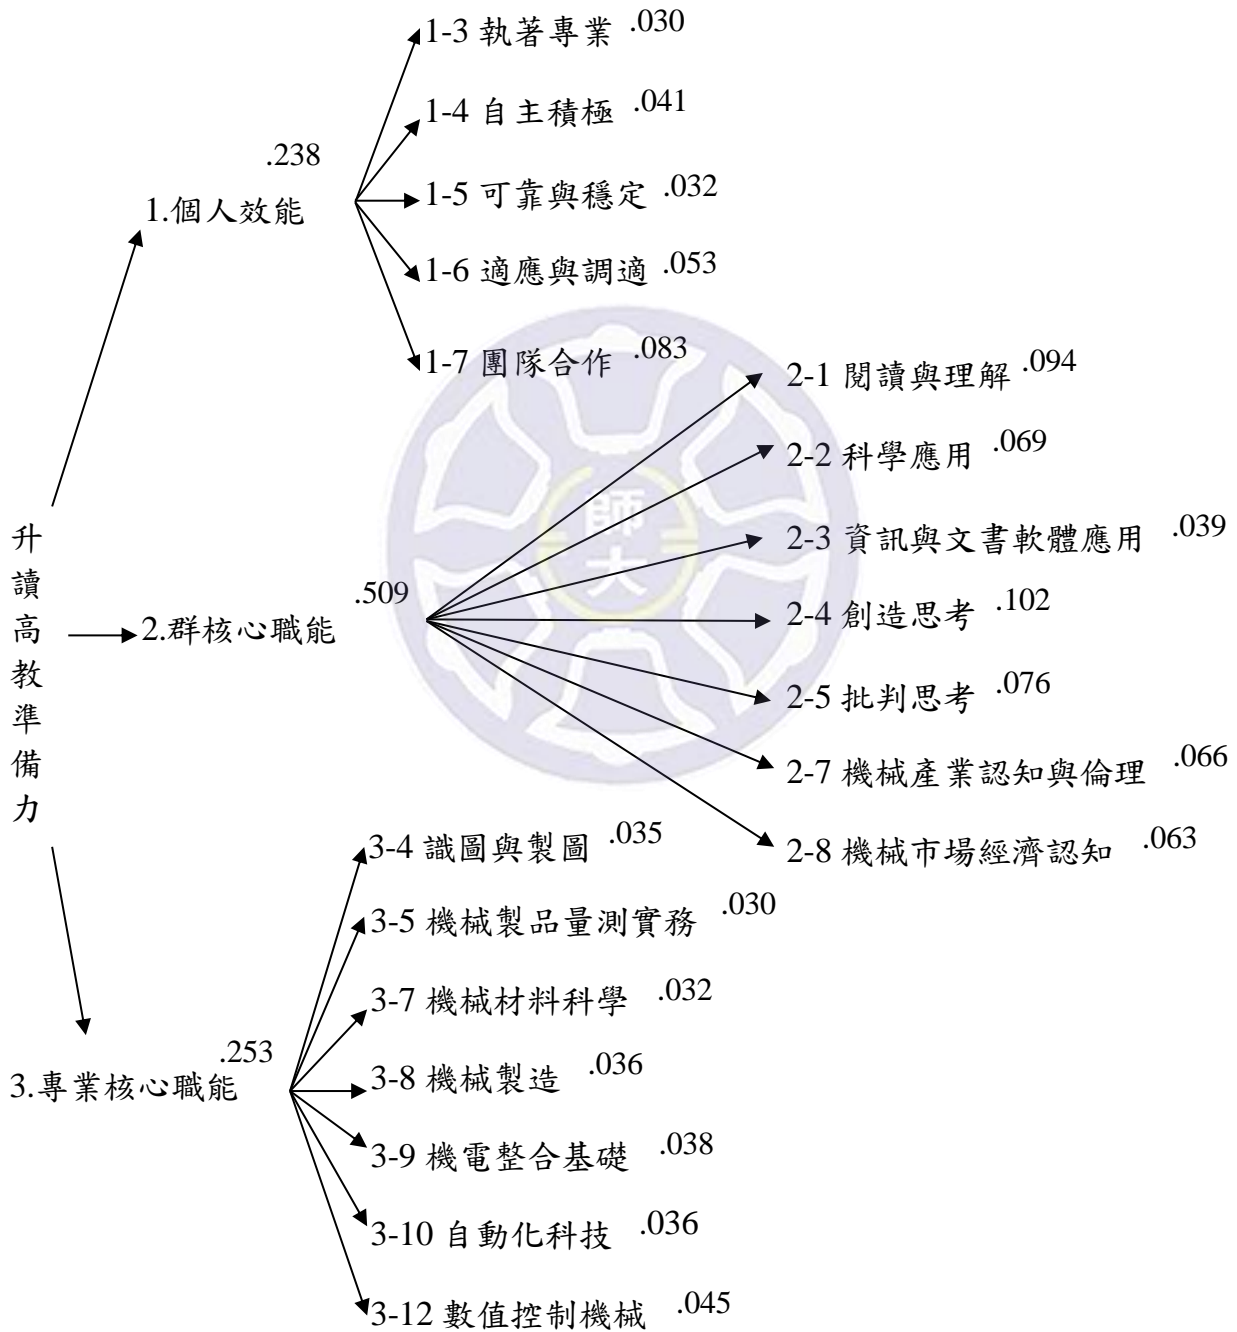 1-3 執著專業 .030
1-4 自主積極 .041
.238
1.個人效能
1-5 可靠與穩定 .032
1-6 適應與調適 .053
1-7 團隊合作 .083
2-1 閱讀與理解 .094
2-2 科學應用 .069
2-3 資訊與文書軟體應用 .039
師大
升讀高教準備力
.509
2.群核心職能
2-4 創造思考 .102
2-5 批判思考 .076
2-7 機械產業認知與倫理 .066
2-8 機械市場經濟認知 .063
3-4 識圖與製圖 .035
3-5 機械製品量測實務 .030
3-7 機械材料科學 .032
.253
3.專業核心職能
3-8 機械製造 .036
3-9 機電整合基礎 .038
3-10 自動化科技 .036
3-12 數值控制機械 .045